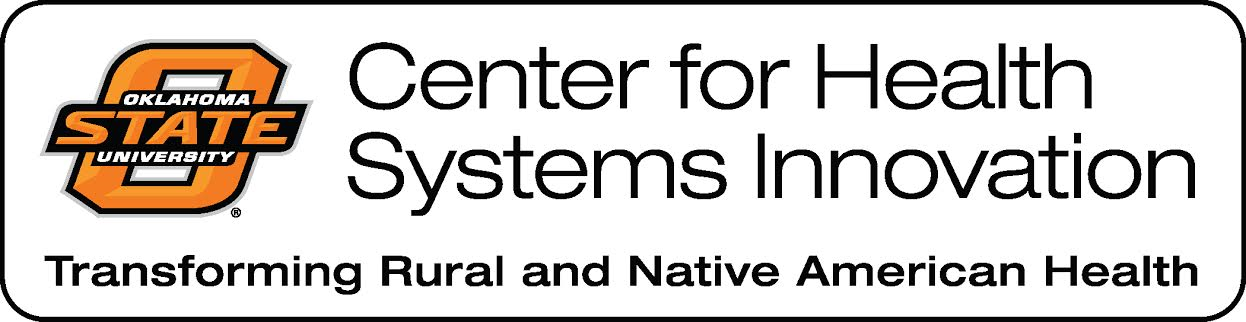 OKLAHOMA
STATE
UNIVERSITY
®
Center for Health
Systems Innovation
Transforming Rural and Native American Health